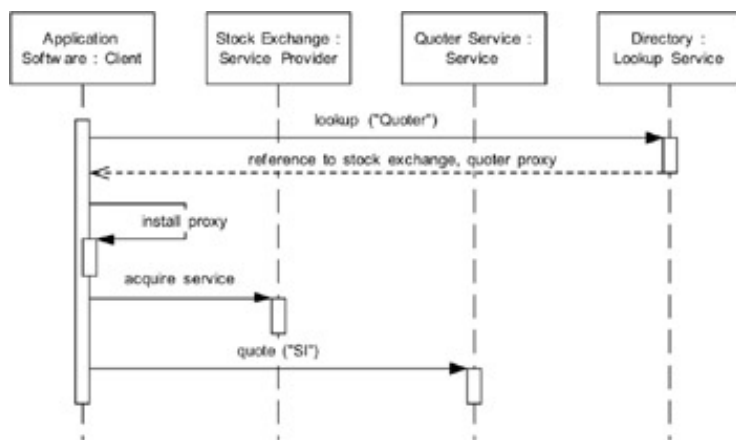 Application
Software : Client
Stock Exchange :
Service Provider
Quoter Service :
Service
Directory :
Lookup Service
lookup ("Quoter")
reference to stock exchange, quoter proxy
install proxy
acquire service
quote ("SI")